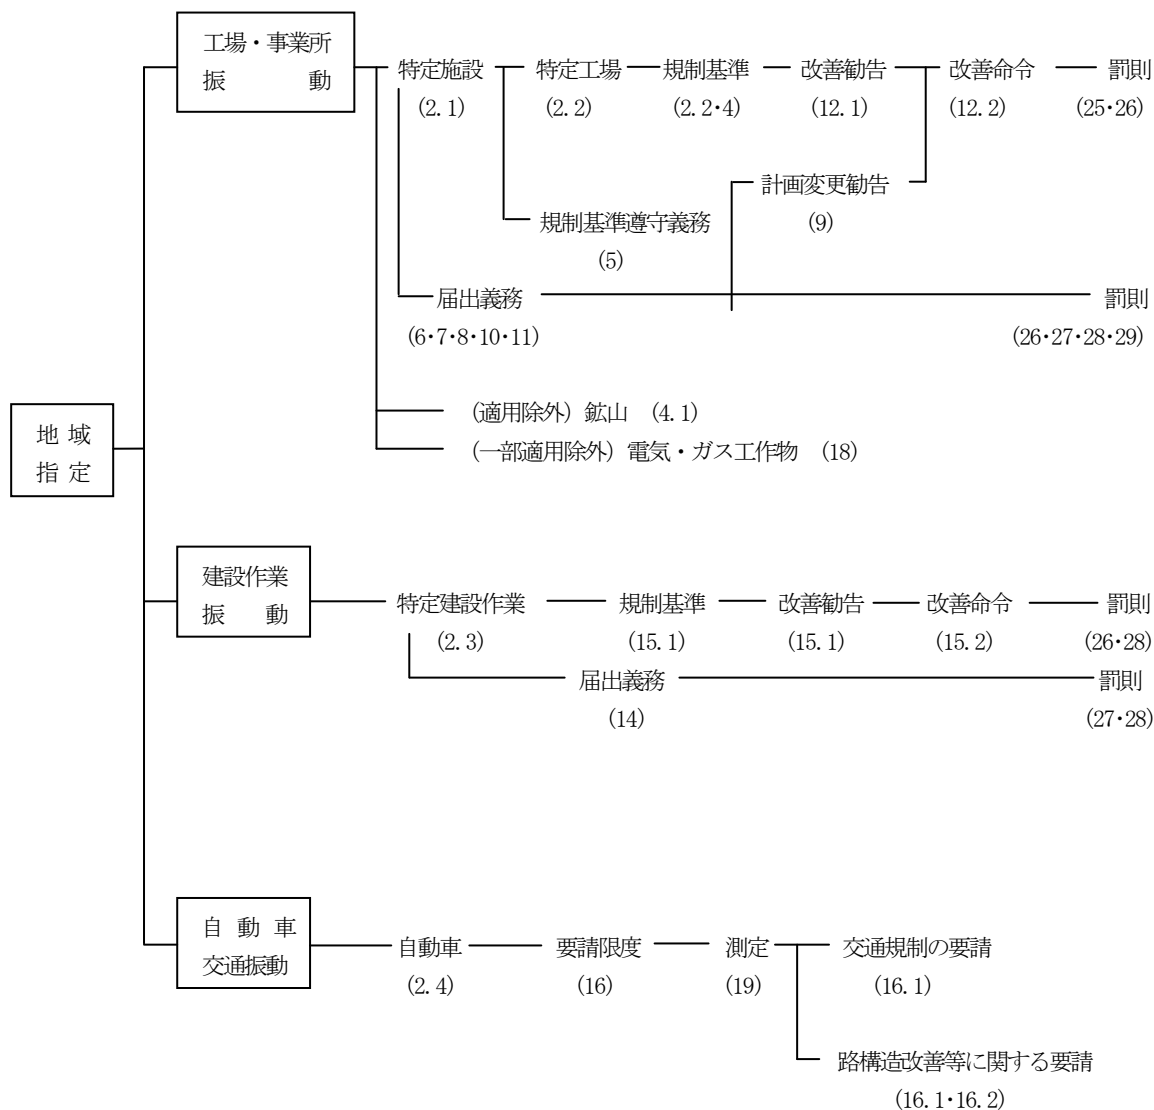 工場・事業所
振　　　動
特定施設　特定工場　規制基準　改善勧告　改善命令　罰則
(2.1)　(2.2)　(2.2・4)　(12.1)　(12.2)　(25・26)
計画変更勧告
(9)
規制基準遵守義務
(5)
届出義務　罰則
(6・7・8・10・11)　(26・27・28・29)
（適用除外）鉱山　(4.1)
（一部適用除外）電気・ガス工作物　(18)
地 域
指 定
建設作業
振　　動
特定建設作業　規制基準　改善勧告　改善命令　罰則
(2.3)　(15.1)　(15.1)　(15.2)　(26・28)
届出義務　罰則
(14)　(27・28)
自 動 車
交通振動
自動車　要請限度　測定　交通規制の要請
(2.4)　(16)　(19)　(16.1)
路構造改善等に関する要請
(16.1・16.2)